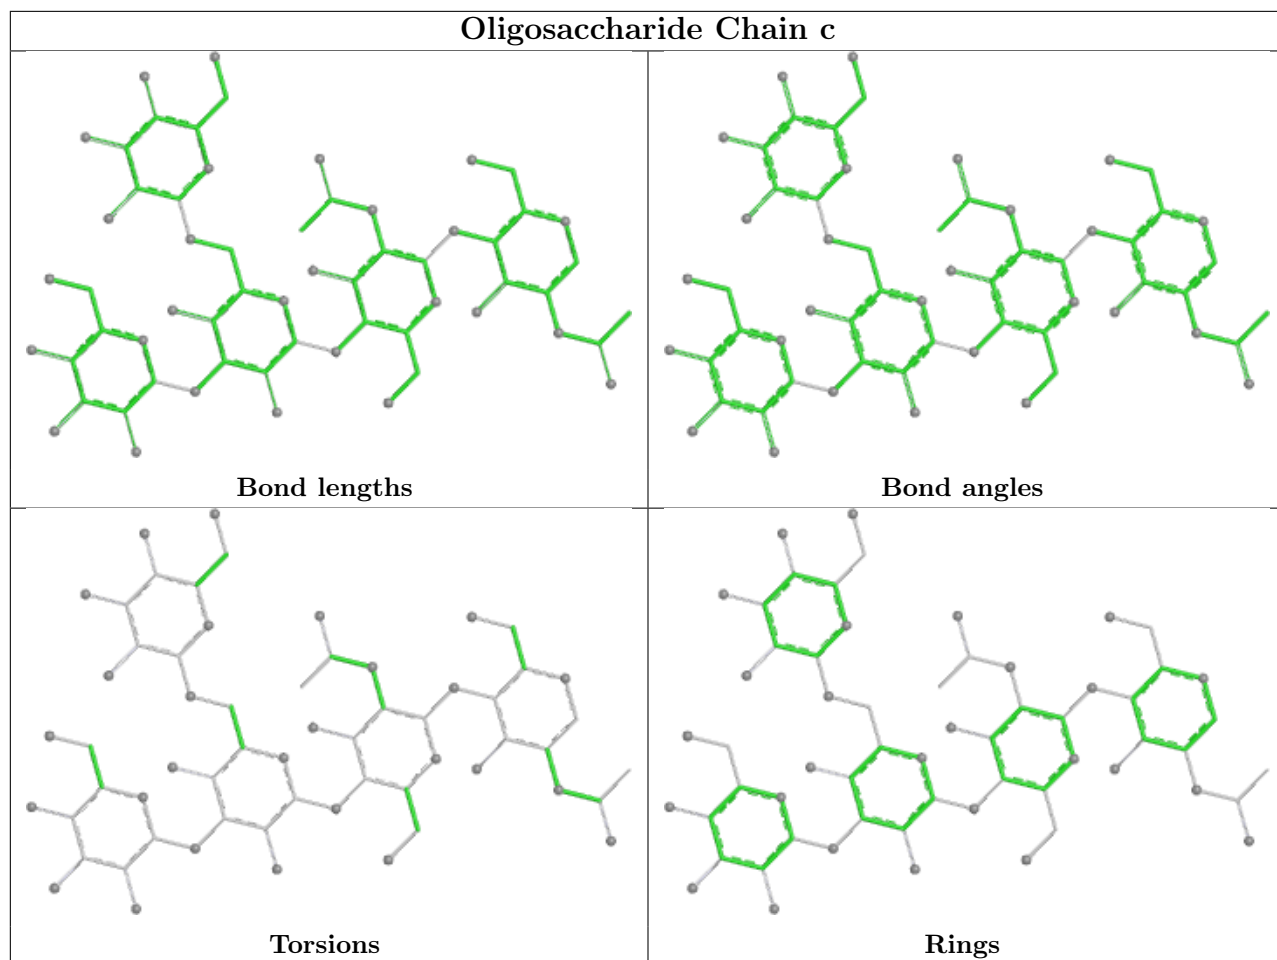 Oligosaccharide Chain c
Bond lengths
Bond angles
Torsions
Rings